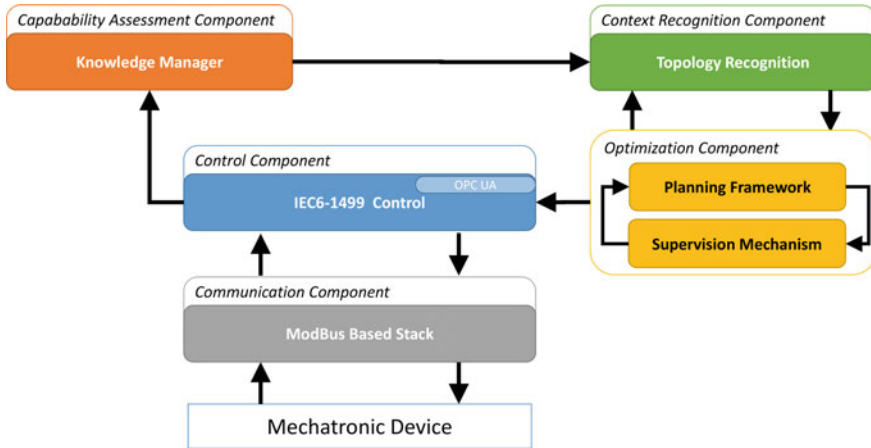 Capabability Assessment Component
Knowledge Manager
Context Recognition Component
Topology Recognition
Control Component
OPC UA
IEC6-1499 Control
Optimization Component
Planning Framework
Supervision Mechanism
Communication Component
ModBus Based Stack
Mechatronic Device